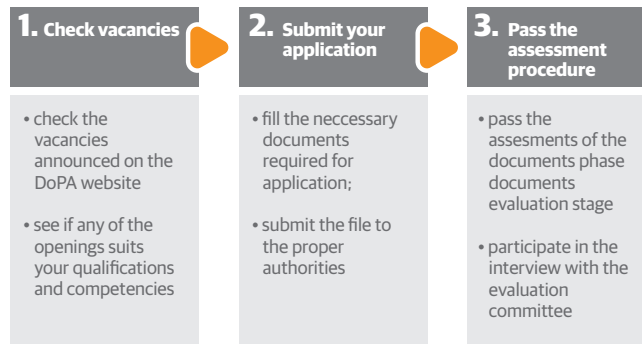 1. Check vacancies
• check the
vacancies
announced on the
DoPA website
• see if any of the
openings suits
your qualifications
and competencies
2. Submit your
application
• fill the neccessary
documents
required for
application;
• submit the file to
the proper
authorities
3. Pass the
assessment
procedure
• pass the
assesments of the
documents phase
documents
evaluation stage
• participate in the
interview with the
evaluation
committee